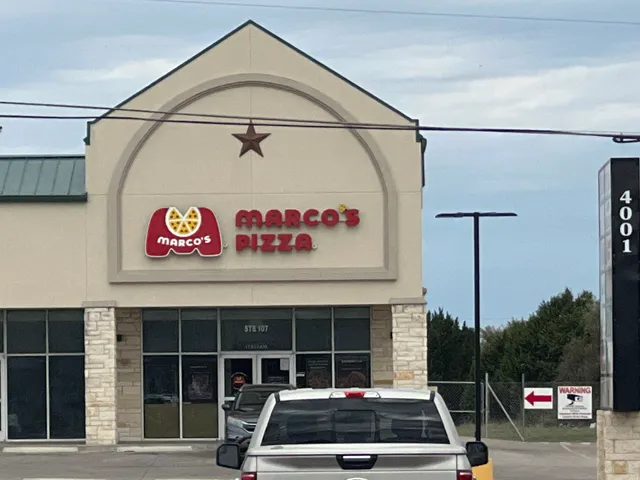 MARCO'S
MARCO'S
PIZZA
STE 107
4001
WARNING